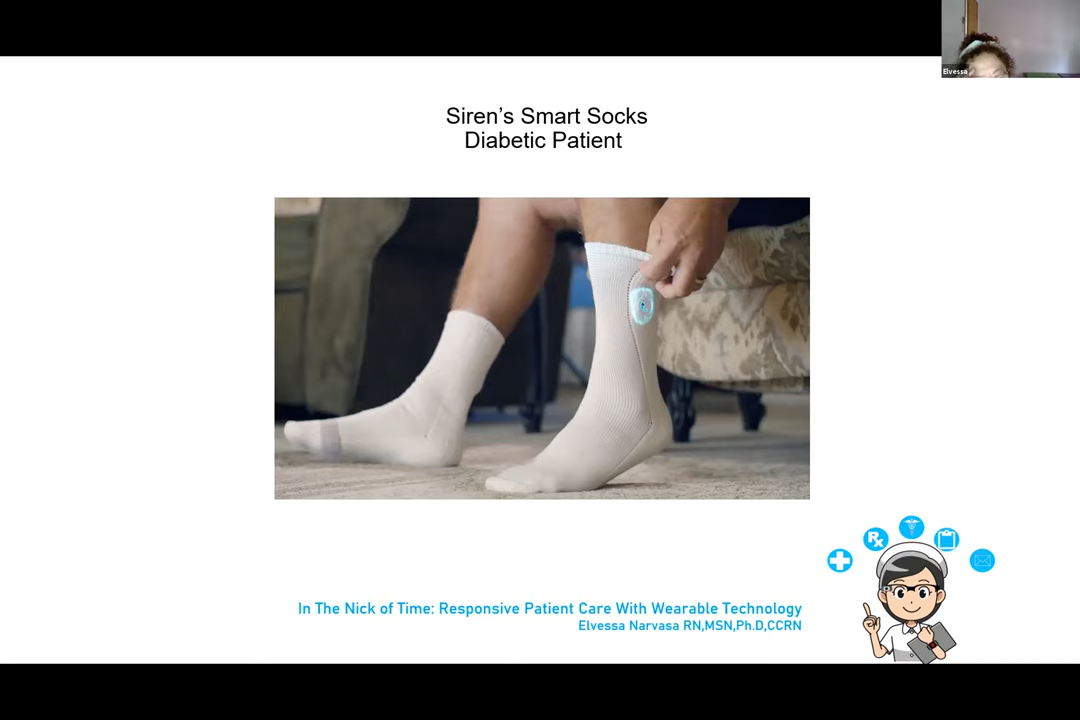 Elvessa
Siren’s Smart Socks
Diabetic Patient
Rx
In The Nick of Time: Responsive Patient Care With Wearable Technology
Elvessa Narvasa RN,MSN,Ph.D,CCRN